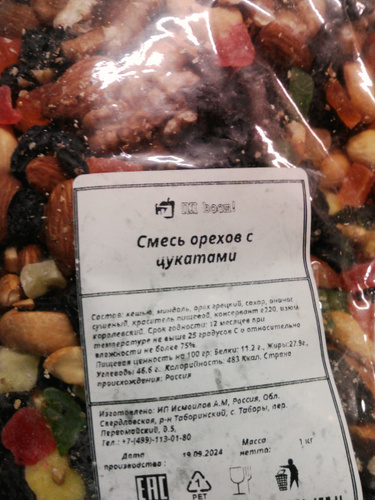 Смесь орехов с
цукатами
Состав: кешью, миндаль, орех грецкий, сахар, ананас
сушеный, краситель пищевой, консервант е220, изюм
королевский. Срок годности: 12 месяцев при
температуре не выше 25 градусов С и относительно
влажности не более 75%.
Пищевая ценность на 100 гр: Белки: 11.2 г., Жиры:27.9г.,
Углеводы 46.6 г., Калорийность: 483 Ккал. Страна
происхождения: Россия
Изготовлено: ИП Исмоилов А.М, Россия, Обл.
Свердловская, р-н Таборинский, с. Таборы, пер.
Первомайский, D.5,
Тел.:+7-(499)-113-01-80
Дата
производства:
19.09.2024
Масса
нетто:
1 кг
EAC
PET